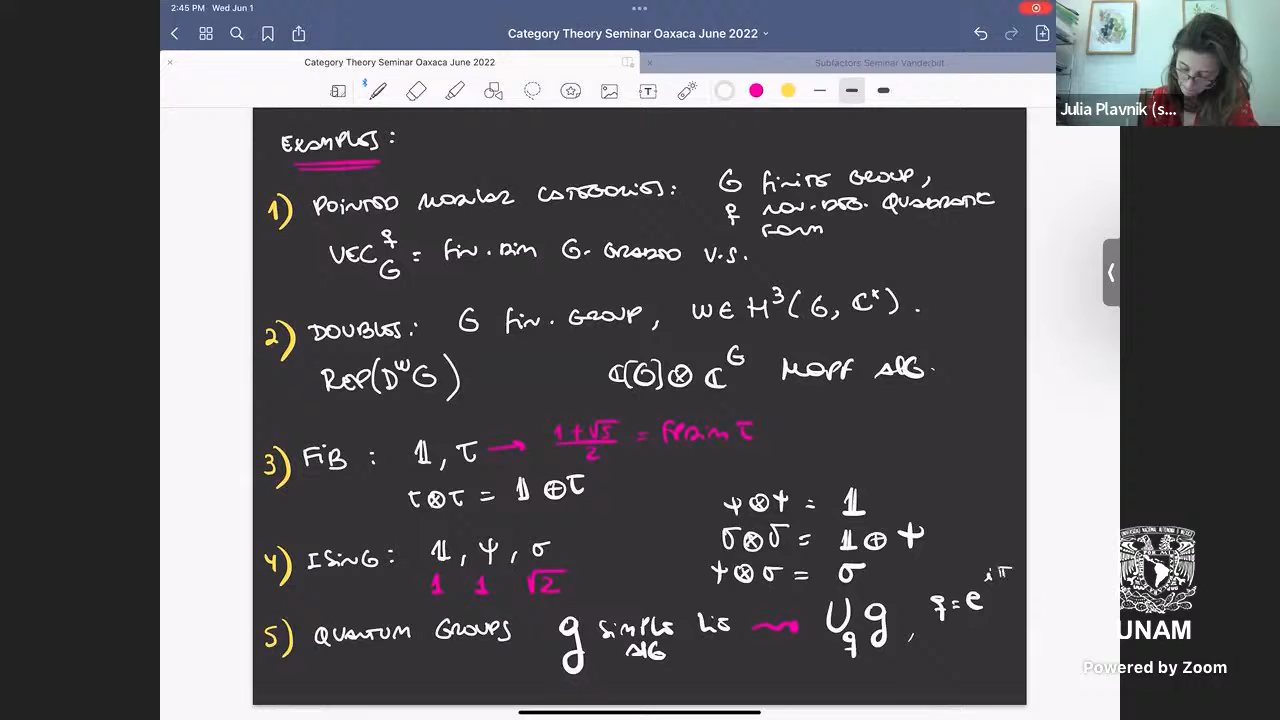 2:45 PM Wed Jun 1
Category Theory Seminar Oaxaca June 2022
Category Theory Seminar Oaxaca June 2022
Subfactors Seminar Vanderbilt
Julia Plavnik (s...
EXAMPLES:
1) POINTED MODULAR CATEGORIES: G FINITE GROUP,
q NON-DEG. QUADRATIC
FORM
VEC_G^q = FIN. DIM G-GRADED V.S.
2) DOUBLES: G FIN. GROUP, W ∈ H^3(G, ℂ^x).
REP(D^W G) ℂ[G] ⊗ ℂ^G HOPF ALG.
3) FIB: 𝟙, τ → (1+√5)/2 = FPDIM τ
τ⊗τ = 𝟙 ⊕ τ
4) ISING: 𝟙, ψ, σ
1 1 √2
ψ⊗ψ = 𝟙
σ⊗σ = 𝟙 ⊕ ψ
ψ⊗σ = σ
5) QUANTUM GROUPS g SIMPLE LIE ALG ⇝ U_q g, q = e^{iπ}
UNAM
Powered by Zoom